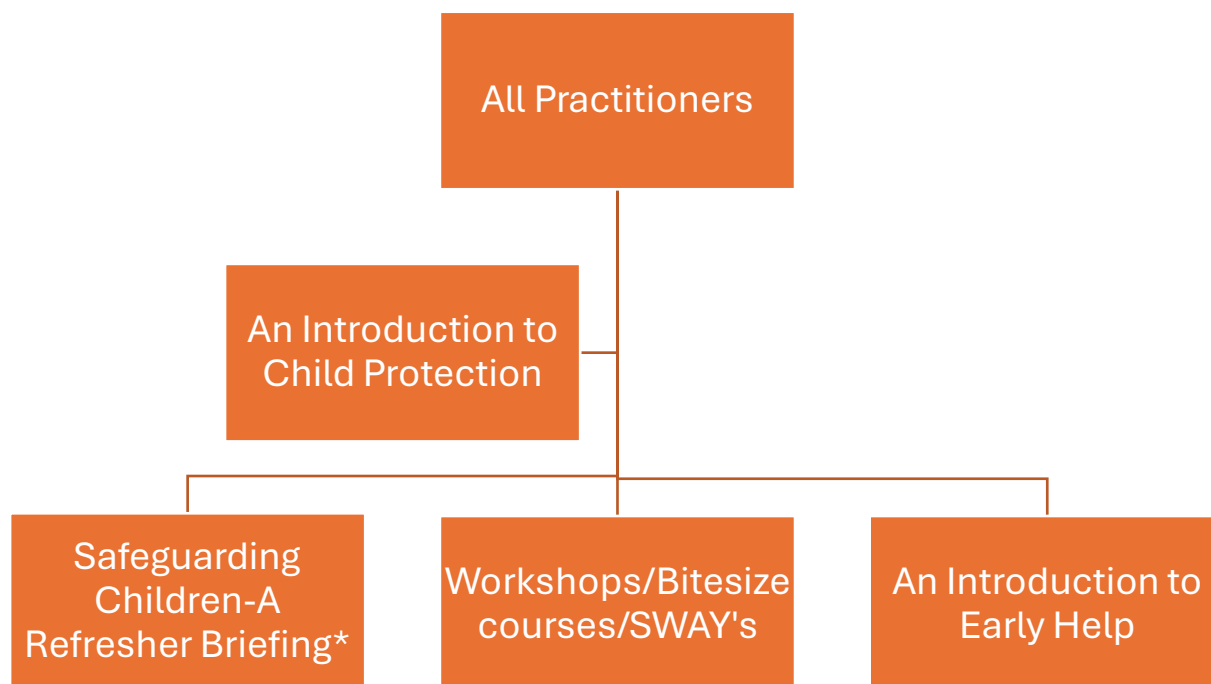 All Practitioners
An Introduction to
Child Protection
Safeguarding
Children-A
Refresher Briefing*
Workshops/Bitesize
courses/SWAY's
An Introduction to
Early Help